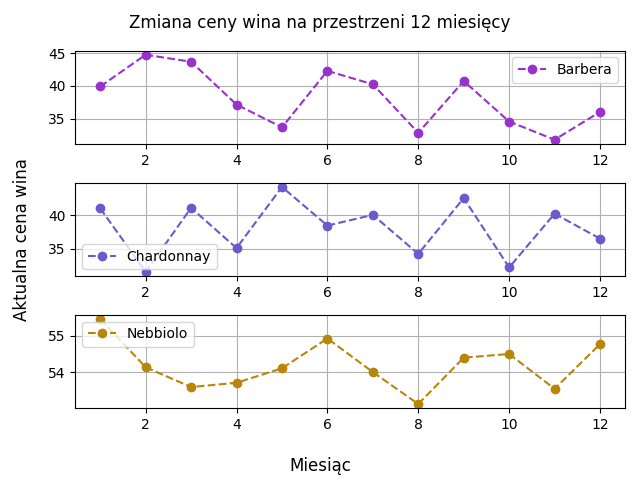 Zmiana ceny wina na przestrzeni 12 miesięcy
45
40
35
Barbera
2 4 6 8 10 12
Aktualna cena wina
40
35
Chardonnay
2 4 6 8 10 12
55
54
Nebbiolo
2 4 6 8 10 12
Miesiąc